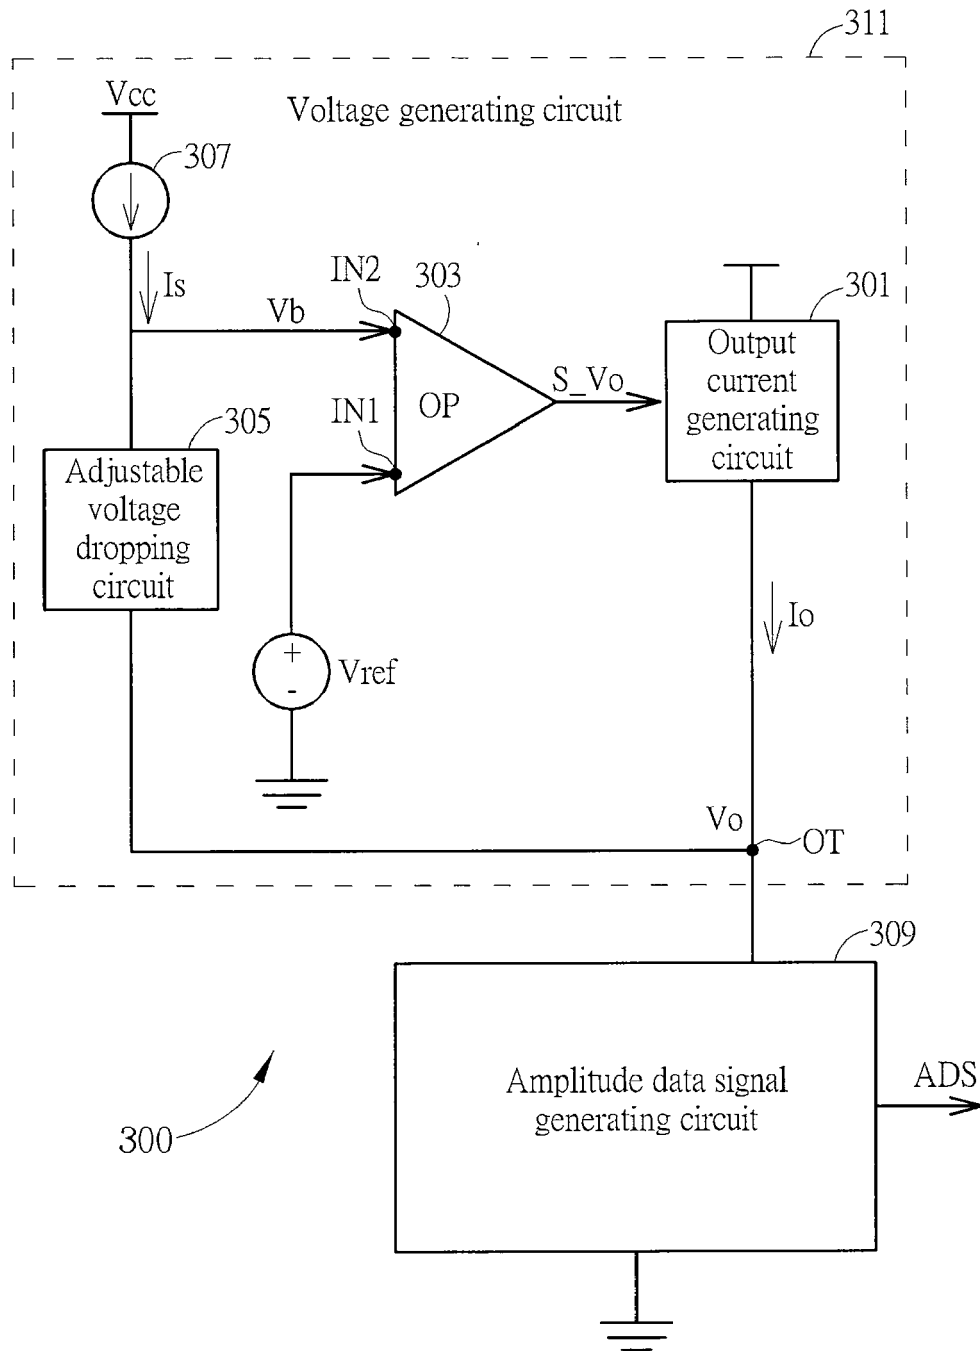 311
Vcc
Voltage generating circuit
307
Is
IN2
303
Vb
301
Output
current
generating
circuit
S_Vo
OP
IN1
305
Adjustable
voltage
dropping
circuit
Io
+
-
Vref
Vo
OT
309
Amplitude data signal
generating circuit
ADS
300